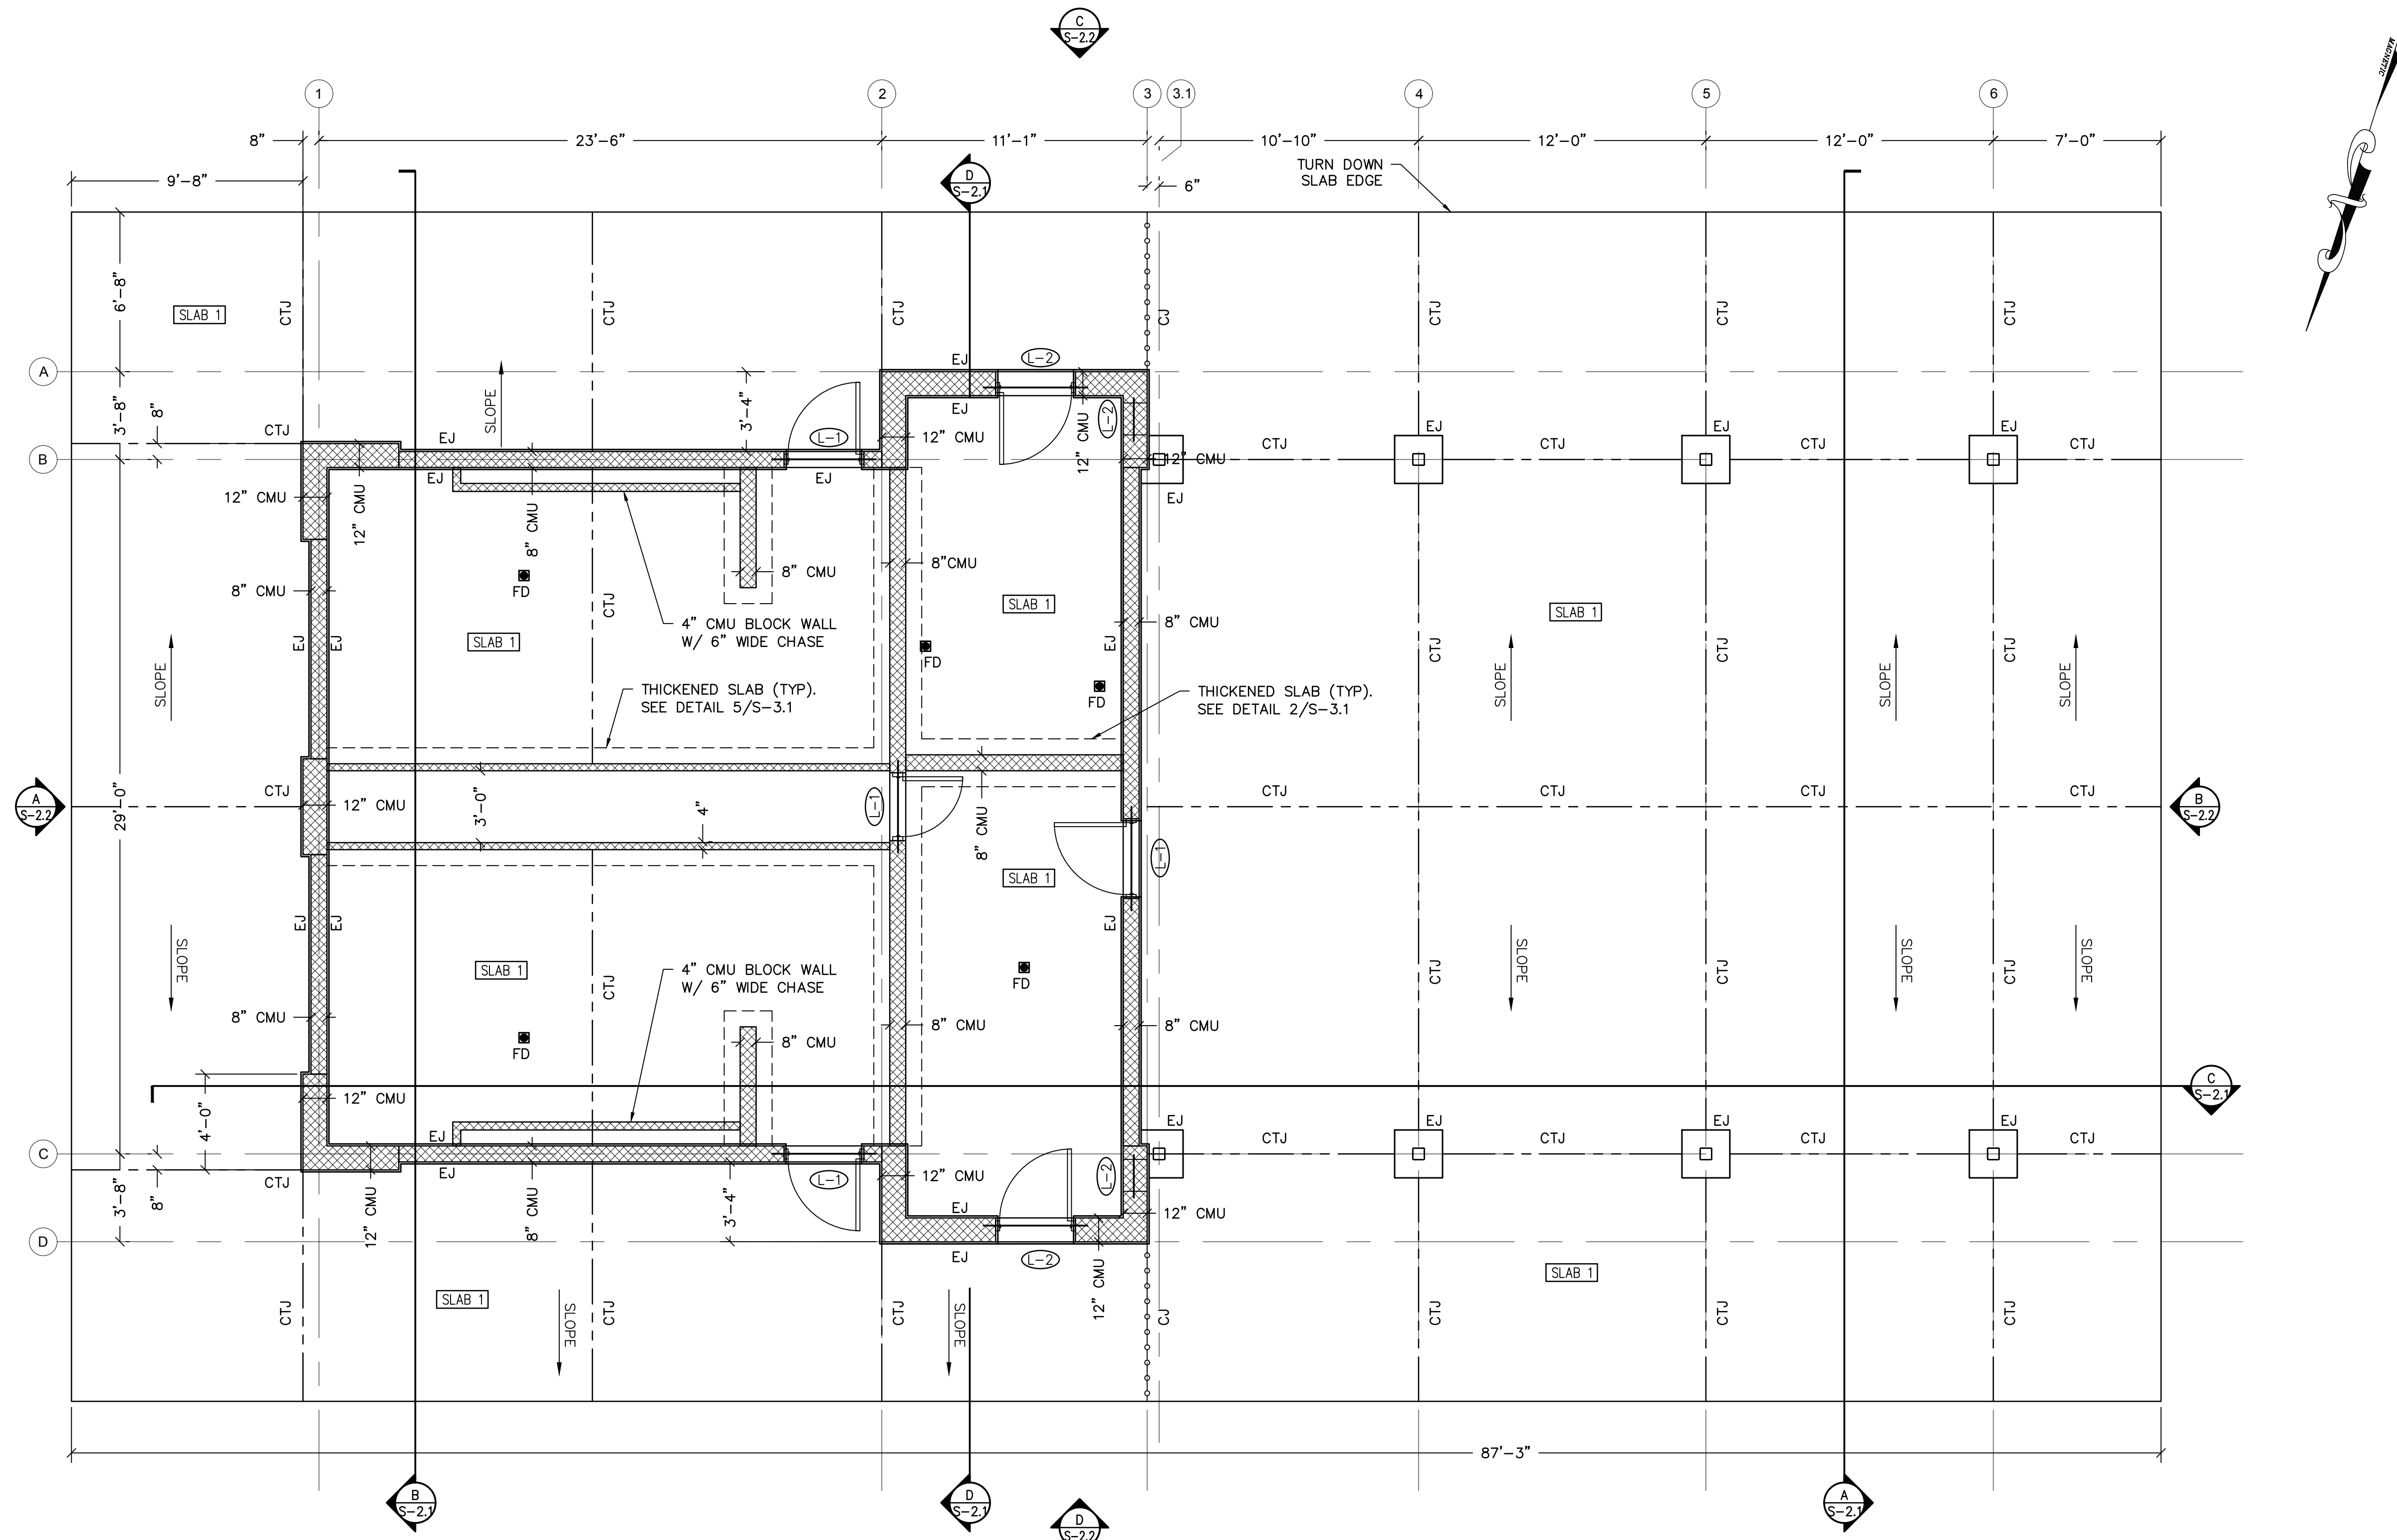 C
S-2.2
MAGNETIC
1
2
3
3.1
4
5
6
8"
23'-6"
11'-1"
10'-10"
12'-0"
12'-0"
7'-0"
TURN DOWN
SLAB EDGE
9'-8"
D
S-2.1
6"
6'-8"
SLAB 1
CTJ
CTJ
CTJ
CJ
CTJ
CTJ
CTJ
A
EJ
L-2
SLOPE
3'-4"
3'-8"
8"
CTJ
EJ
L-1
12" CMU
EJ
12" CMU
L-2
EJ
EJ
EJ
CTJ
CTJ
CTJ
CTJ
B
12" CMU
EJ
EJ
EJ
12" CMU
12" CMU
8" CMU
8" CMU
8"CMU
FD
8" CMU
SLAB 1
SLAB 1
CTJ
4" CMU BLOCK WALL
W/ 6" WIDE CHASE
8" CMU
SLAB 1
EJ
EJ
FD
EJ
CTJ
CTJ
CTJ
SLOPE
THICKENED SLAB (TYP).
SEE DETAIL 5/S-3.1
FD
THICKENED SLAB (TYP).
SEE DETAIL 2/S-3.1
SLOPE
SLOPE
SLOPE
A
S-2.2
29'-0"
CTJ
12" CMU
3'-0"
4"
L-1
8" CMU
CTJ
CTJ
CTJ
CTJ
B
S-2.2
L-1
SLAB 1
EJ
EJ
EJ
SLOPE
SLAB 1
4" CMU BLOCK WALL
W/ 6" WIDE CHASE
CTJ
FD
CTJ
CTJ
CTJ
SLOPE
SLOPE
SLOPE
8" CMU
FD
8" CMU
8" CMU
8" CMU
C
S-2.1
4'-0"
12" CMU
EJ
EJ
EJ
EJ
EJ
CTJ
CTJ
CTJ
CTJ
C
CTJ
EJ
L-1
12" CMU
L-2
3'-8"
8"
12" CMU
8" CMU
3'-4"
EJ
12" CMU
D
EJ
L-2
12" CMU
SLAB 1
SLAB 1
CTJ
SLOPE
CTJ
CTJ
SLOPE
CJ
CTJ
CTJ
CTJ
87'-3"
B
S-2.1
D
S-2.1
D
S-2.2
A
S-2.1